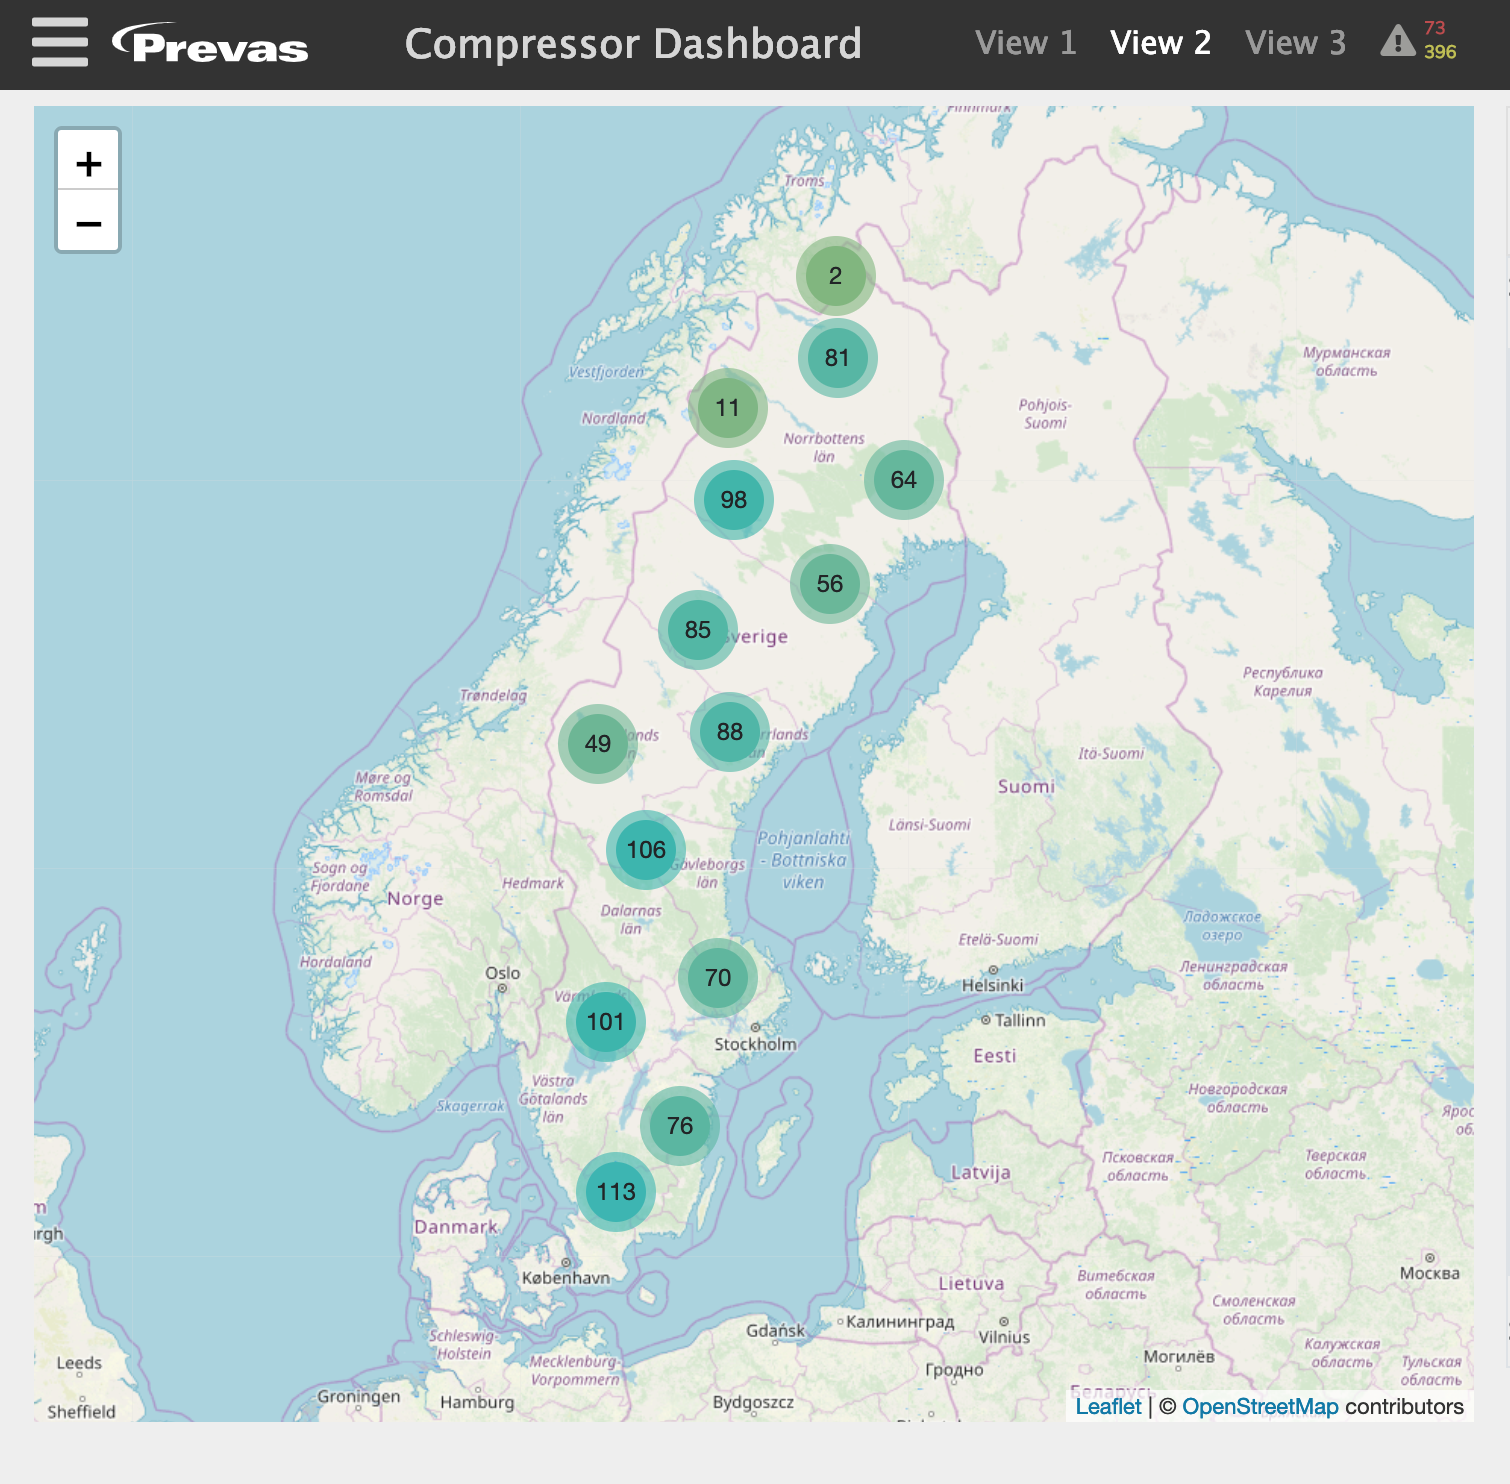 Prevas
Compressor Dashboard
View 1
View 2
View 3
73
396
+
−
Finnmark
Troms
2
81
Vestfjorden
11
Nordland
Norrbottens
län
Pohjois-
Suomi
Мурманская
область
64
98
56
85
Sverige
Trøndelag
Республика
Карелия
49
88
Møre og
Romsdal
Itä-Suomi
Suomi
Länsi-Suomi
106
Gävleborgs
län
Pohjanlahti
- Bottniska
viken
Sogn og
Fjordane
Norge
Hedmark
Dalarnas
län
Ладожское
озеро
Etelä-Suomi
Hordaland
Oslo
70
Helsinki
Ленинградская
область
101
Stockholm
Tallinn
Eesti
Västra
Götalands
län
Skagerrak
76
Новгородская
область
113
Latvija
Псковская
область
Тверская
область
Danmark
København
Lietuva
Витебская
область
Москва
Смоленская
область
Gdańsk
Калининград
Vilnius
Schleswig-
Holstein
Mecklenburg-
Vorpommern
Leeds
Гродно
Могилёв
Калужская
область
Тульская
область
Groningen
Hamburg
Bydgoszcz
Беларусь
Sheffield
Leaflet | © OpenStreetMap contributors